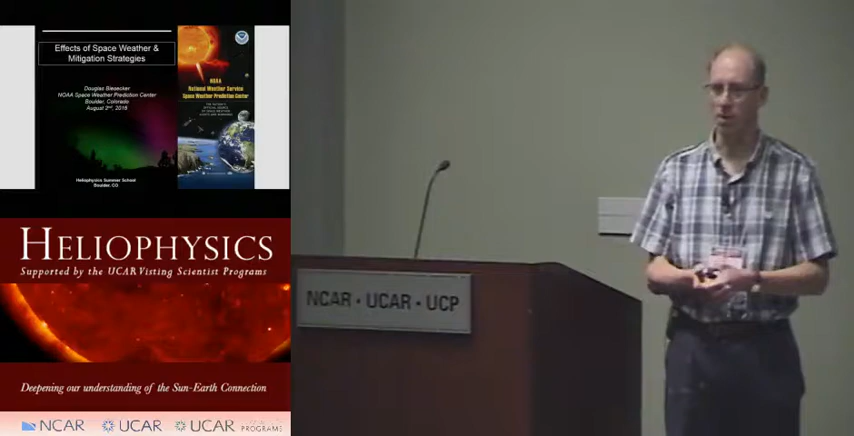 Effects of Space Weather &
Mitigation Strategies
Douglas Biesecker
NOAA Space Weather Prediction Center
Boulder, Colorado
August 2nd, 2016
Heliophysics Summer School
Boulder, CO
NOAA
National Weather Service
Space Weather Prediction Center
HELIOPHYSICS
Supported by the UCAR Visting Scientist Programs
Deepening our understanding of the Sun-Earth Connection
NCAR UCAR UCAR PROGRAMS
NCAR • UCAR • UCP